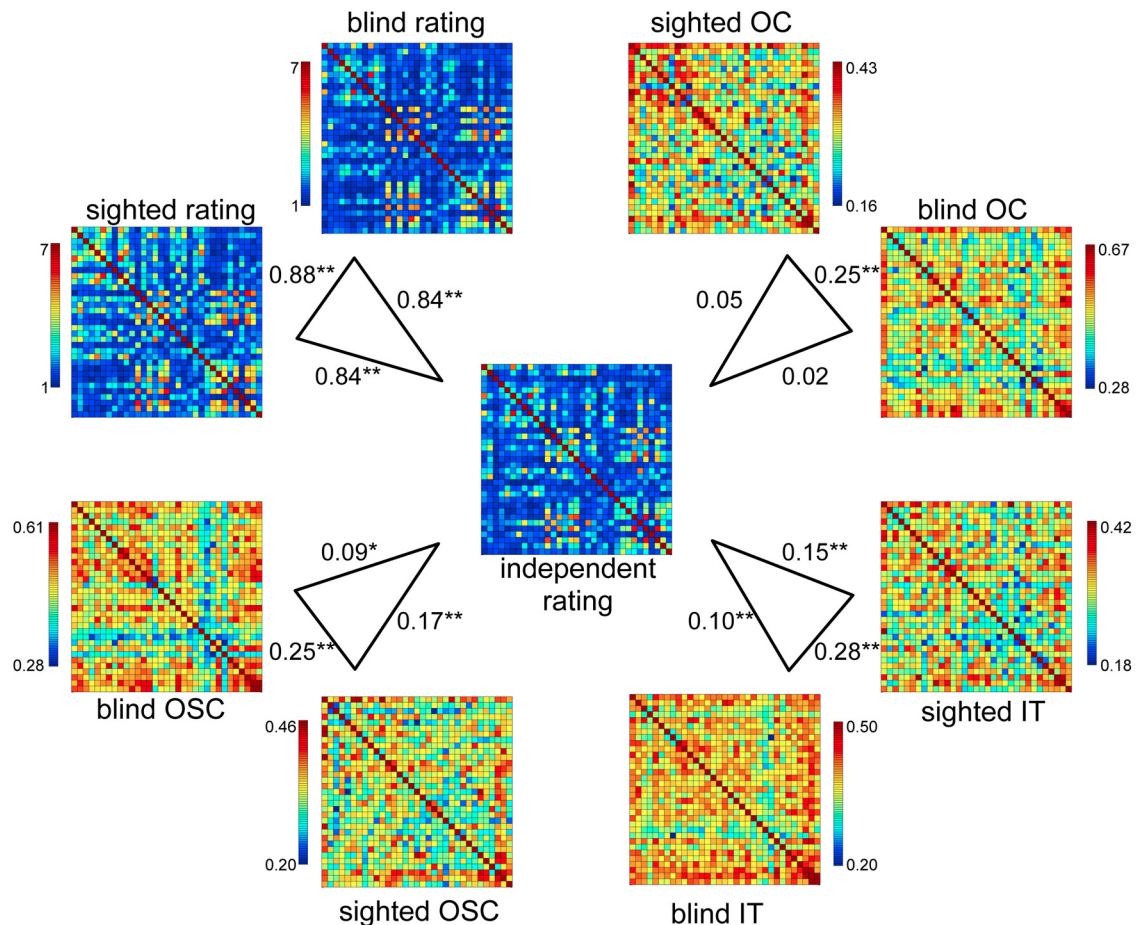 blind rating
sighted OC
7
1
0.43
0.16
sighted rating
blind OC
7
1
0.67
0.28
0.88**
0.84**
0.84**
0.05
0.25**
0.02
independent
rating
0.61
0.28
0.09*
0.17**
0.25**
0.15**
0.10**
0.28**
0.42
0.18
blind OSC
sighted IT
0.46
0.20
0.50
0.20
sighted OSC
blind IT